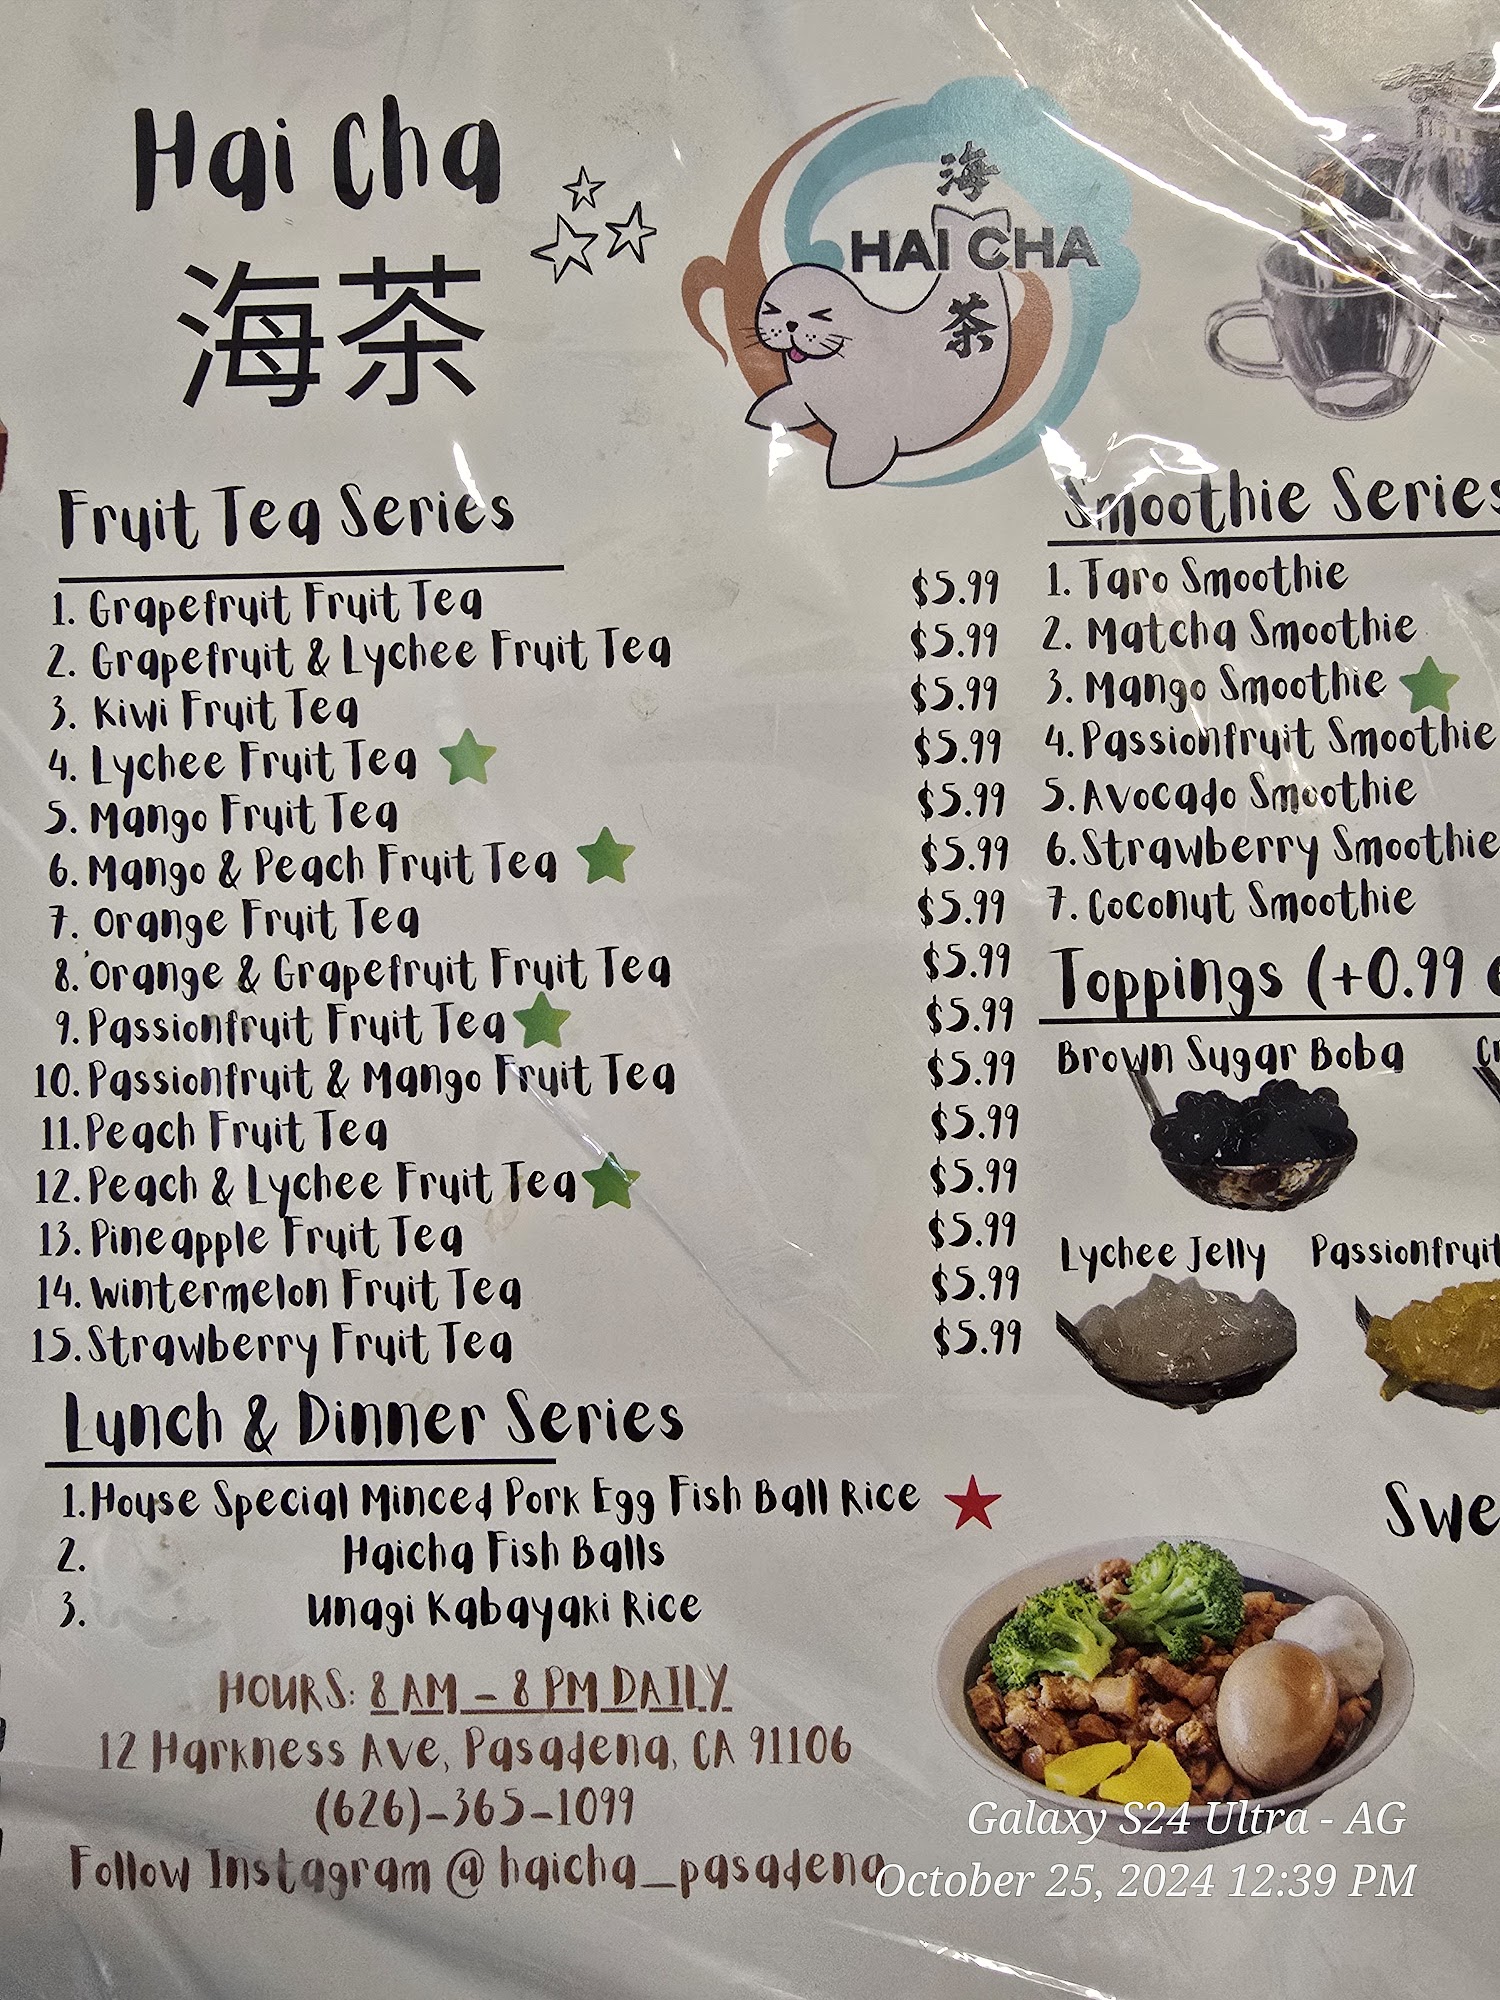 Hai Cha
海茶
海
HAI CHA
茶
Fruit Tea Series
1. Grapefruit Fruit Tea $5.99
2. Grapefruit & Lychee Fruit Tea $5.99
3. Kiwi Fruit Tea $5.99
4. Lychee Fruit Tea $5.99
5. Mango Fruit Tea $5.99
6. Mango & Peach Fruit Tea $5.99
7. Orange Fruit Tea $5.99
8. Orange & Grapefruit Fruit Tea $5.99
9. Passionfruit Fruit Tea $5.99
10. Passionfruit & Mango Fruit Tea $5.99
11. Peach Fruit Tea $5.99
12. Peach & Lychee Fruit Tea $5.99
13. Pineapple Fruit Tea $5.99
14. Wintermelon Fruit Tea $5.99
15. Strawberry Fruit Tea $5.99
Lunch & Dinner Series
1. House Special Minced Pork Egg Fish Ball Rice
2. Haicha Fish Balls
3. Unagi Kabayaki Rice
HOURS: 8 AM - 8 PM DAILY
12 Harkness Ave, Pasadena, CA 91106
(626)-365-1099
Follow Instagram @ haicha_pasadena
Smoothie Series
1. Taro Smoothie
2. Matcha Smoothie
3. Mango Smoothie
4. Passionfruit Smoothie
5. Avocado Smoothie
6. Strawberry Smoothie
7. Coconut Smoothie
Toppings (+0.99
Brown Sugar Boba
Lychee Jelly Passionfruit
Swe
Galaxy S24 Ultra - AG
October 25, 2024 12:39 PM